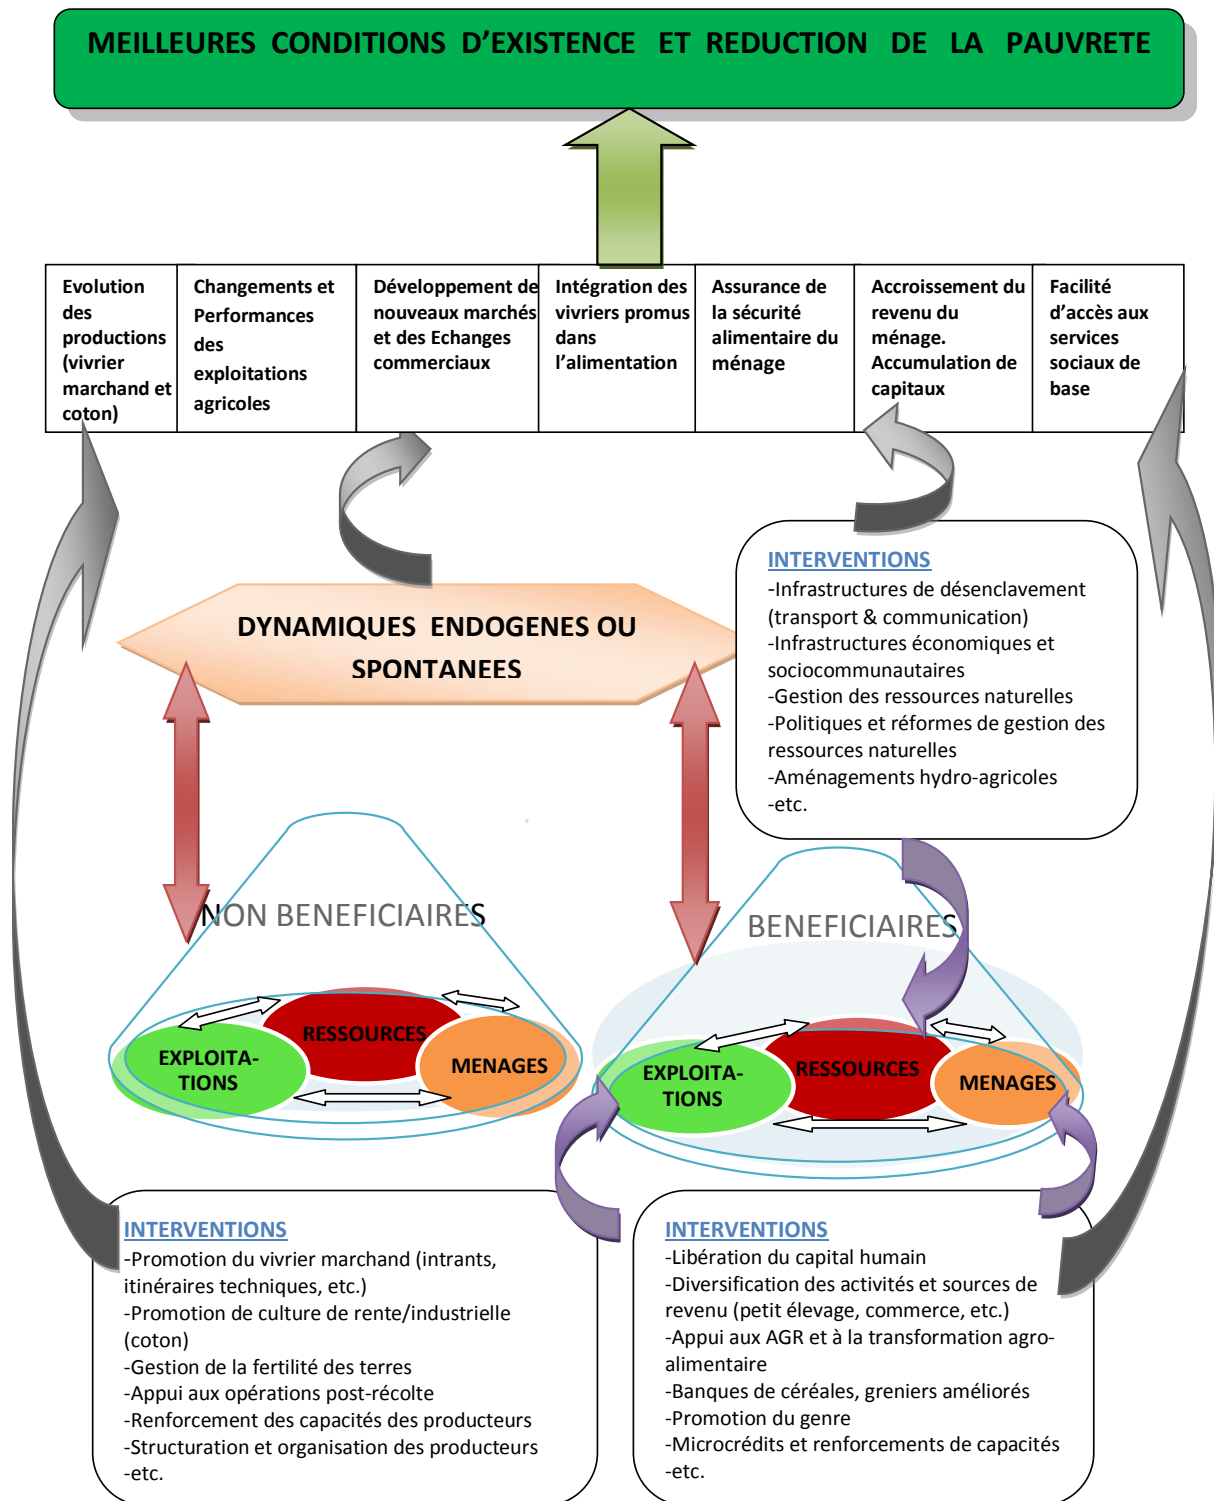 MEILLEURES CONDITIONS D’EXISTENCE ET REDUCTION DE LA PAUVRETE
Evolution
des
productions
(vivrier
marchand et
coton)
Changements et
Performances
des
exploitations
agricoles
Développement de
nouveaux marchés
et des Echanges
commerciaux
Intégration des
vivriers promus
dans
l’alimentation
Assurance de
la sécurité
alimentaire du
ménage
Accroissement du
revenu du
ménage.
Accumulation de
capitaux
Facilité
d’accès aux
services
sociaux de
base
DYNAMIQUES ENDOGENES OU
SPONTANEES
INTERVENTIONS
-Infrastructures de désenclavement
(transport & communication)
-Infrastructures économiques et
sociocommunautaires
-Gestion des ressources naturelles
-Politiques et réformes de gestion des
ressources naturelles
-Aménagements hydro-agricoles
-etc.
NON BENEFICIAIRES
RESSOURCES
EXPLOITA-
TIONS
MENAGES
BENEFICIAIRES
RESSOURCES
EXPLOITA-
TIONS
MENAGES
INTERVENTIONS
-Promotion du vivrier marchand (intrants,
itinéraires techniques, etc.)
-Promotion de culture de rente/industrielle
(coton)
-Gestion de la fertilité des terres
-Appui aux opérations post-récolte
-Renforcement des capacités des producteurs
-Structuration et organisation des producteurs
-etc.
INTERVENTIONS
-Libération du capital humain
-Diversification des activités et sources de
revenu (petit élevage, commerce, etc.)
-Appui aux AGR et à la transformation agro-
alimentaire
-Banques de céréales, greniers améliorés
-Promotion du genre
-Microcrédits et renforcements de capacités
-etc.